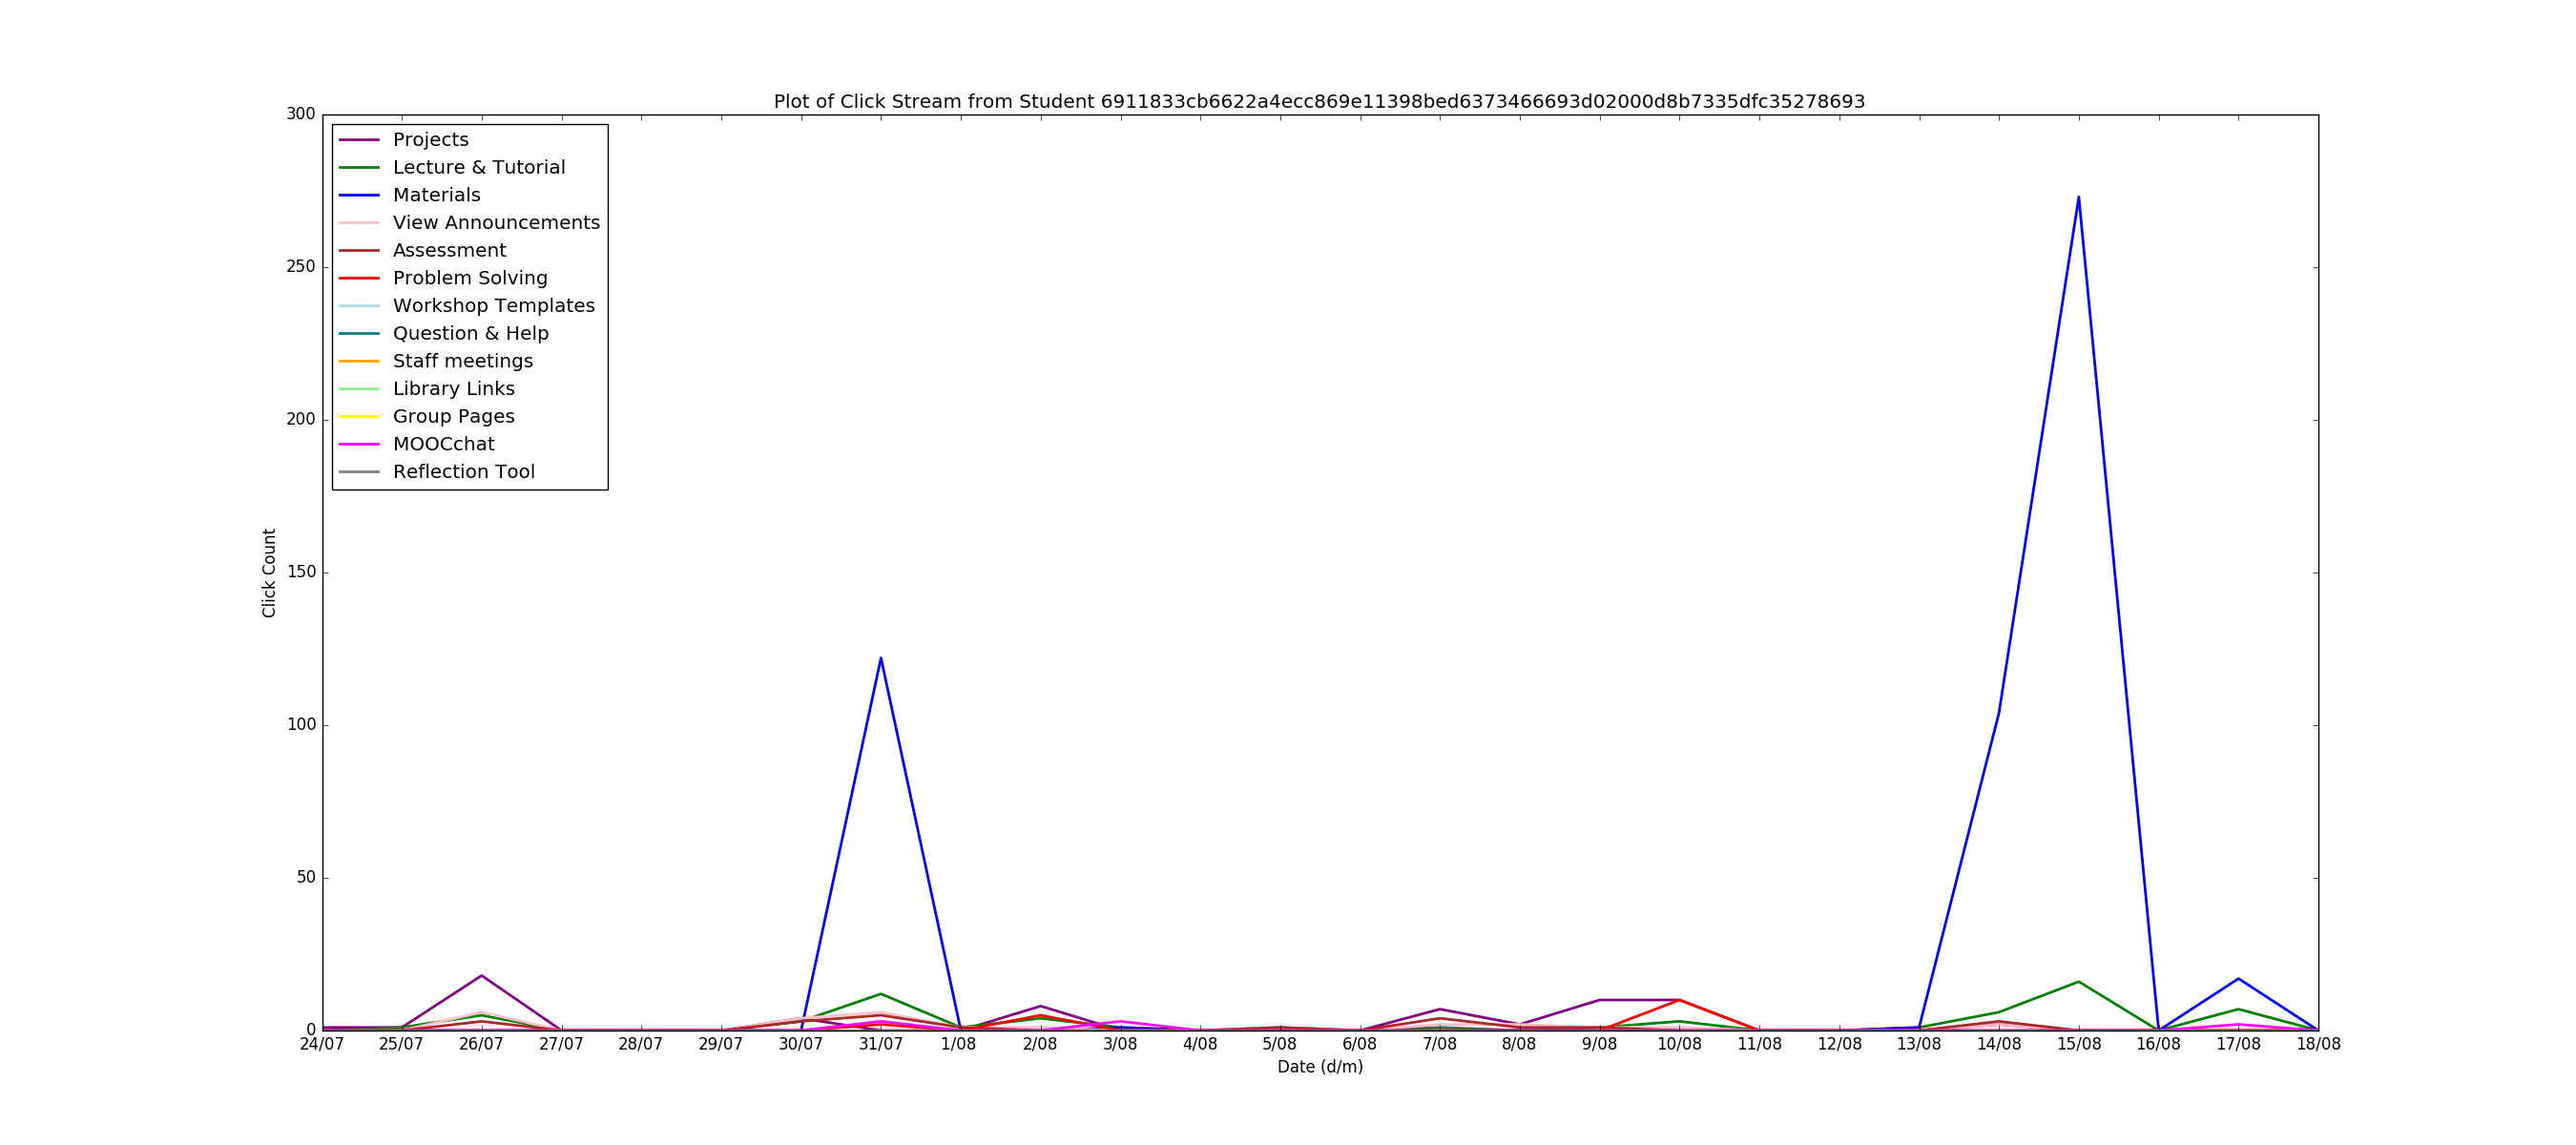 Plot of Click Stream from Student 6911833cb6622a4ecc869e11398bed6373466693d02000d8b7335dfc35278693
300
250
200
150
100
50
0
Click Count
Projects
Lecture & Tutorial
Materials
View Announcements
Assessment
Problem Solving
Workshop Templates
Question & Help
Staff meetings
Library Links
Group Pages
MOOCchat
Reflection Tool
24/07 25/07 26/07 27/07 28/07 29/07 30/07 31/07 1/08 2/08 3/08 4/08 5/08 6/08 7/08 8/08 9/08 10/08 11/08 12/08 13/08 14/08 15/08 16/08 17/08 18/08
Date (d/m)